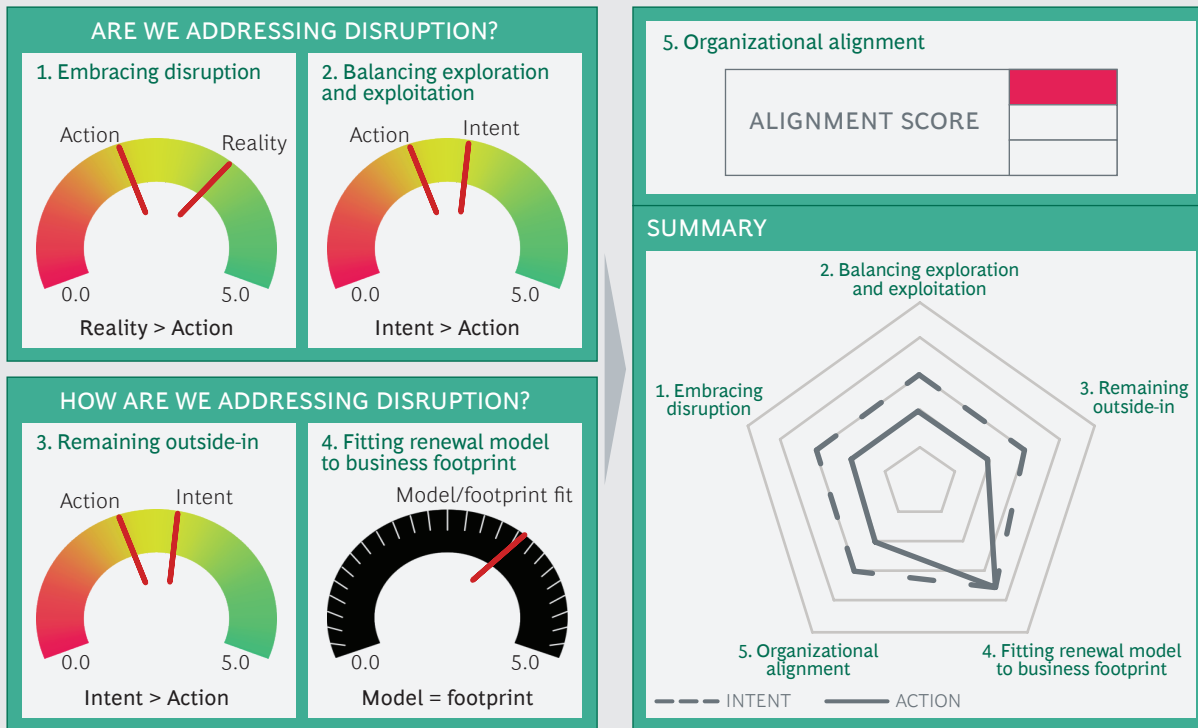 ARE WE ADDRESSING DISRUPTION?
1. Embracing disruption
Action
Reality
0.0
5.0
Reality > Action
2. Balancing exploration
and exploitation
Action
Intent
0.0
5.0
Intent > Action
HOW ARE WE ADDRESSING DISRUPTION?
3. Remaining outside-in
Action
Intent
0.0
5.0
Intent > Action
4. Fitting renewal model
to business footprint
Model/footprint fit
0.0
5.0
Model = footprint
5. Organizational alignment
ALIGNMENT SCORE
SUMMARY
2. Balancing exploration
and exploitation
1. Embracing
disruption
3. Remaining
outside-in
5. Organizational
alignment
4. Fitting renewal model
to business footprint
INTENT
ACTION